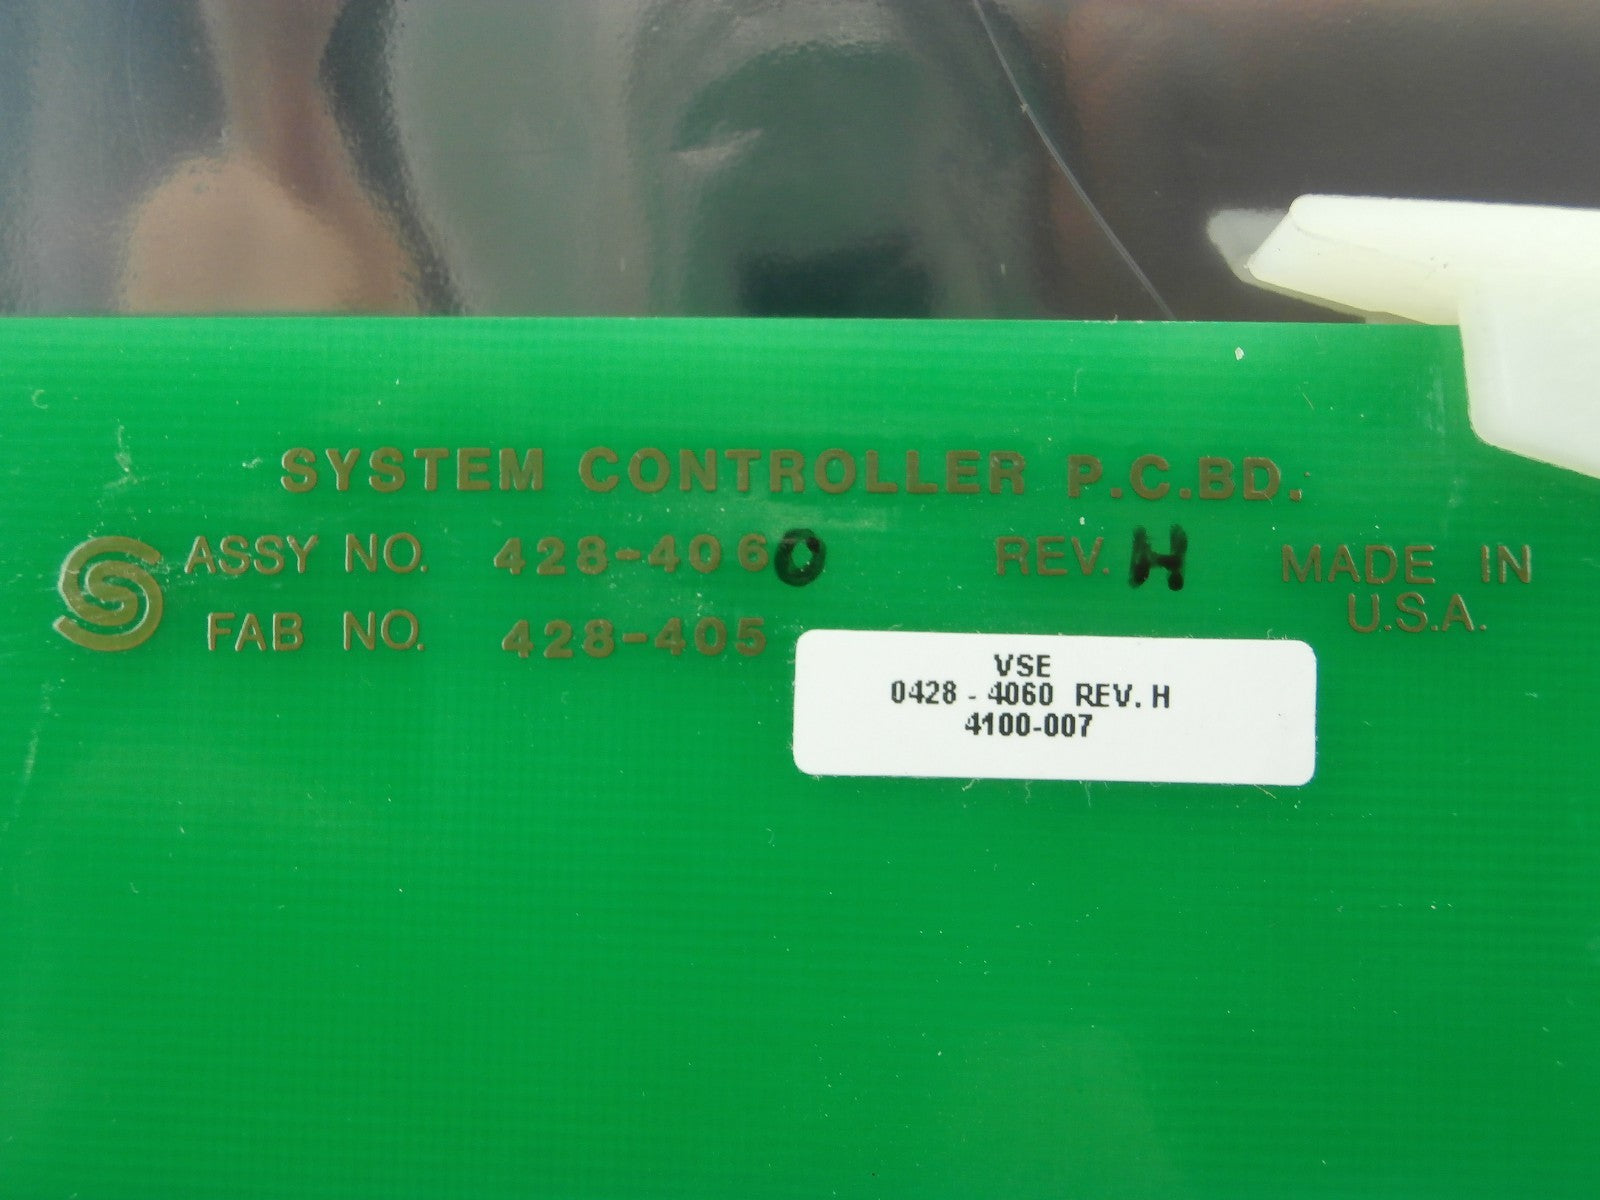 SYSTEM CONTROLLER P.C.BD.
ASSY NO. 428-4060 REV. H MADE IN
U.S.A.
FAB NO. 428-405
VSE
0428 - 4060 REV. H
4100-007